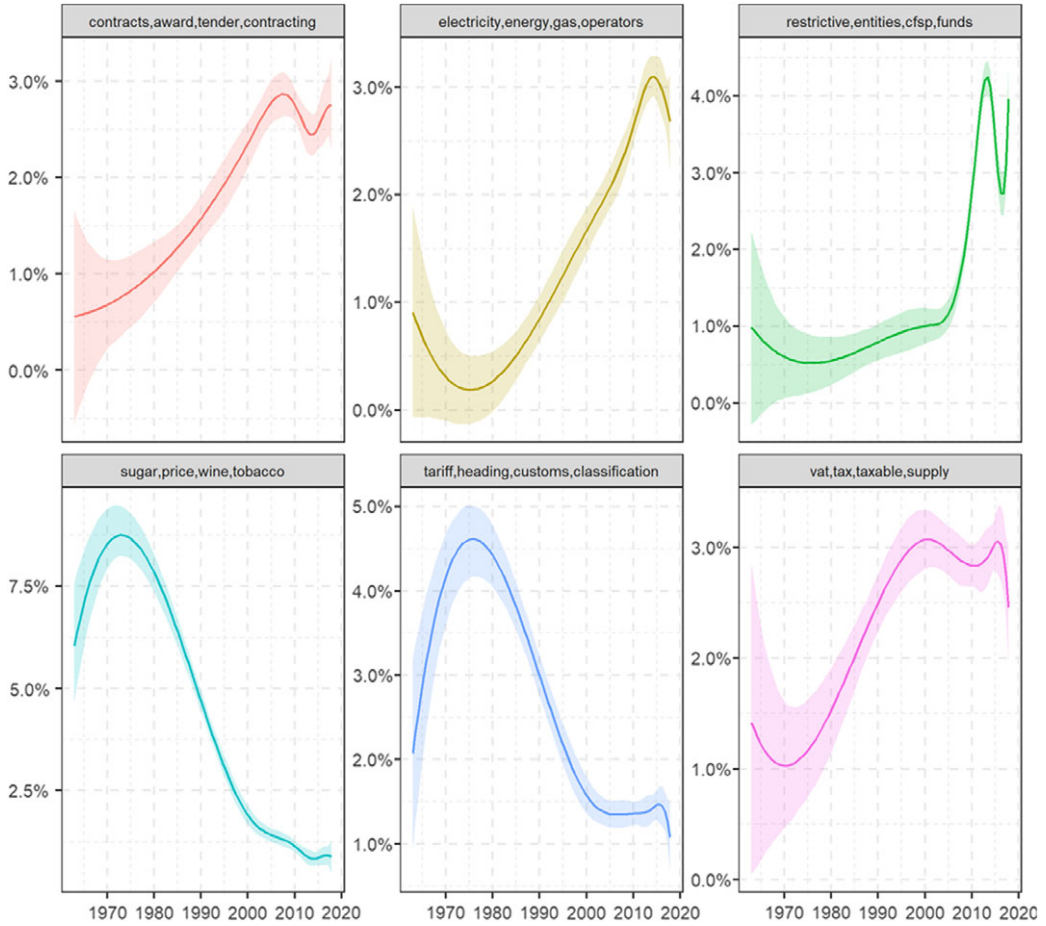 contracts,award,tender,contracting
electricity,energy,gas,operators
restrictive,entities,cfsp,funds
3.0%
2.0%
1.0%
0.0%
3.0%
2.0%
1.0%
0.0%
4.0%
3.0%
2.0%
1.0%
0.0%
sugar,price,wine,tobacco
tariff,heading,customs,classification
vat,tax,taxable,supply
7.5%
5.0%
2.5%
5.0%
4.0%
3.0%
2.0%
1.0%
3.0%
2.0%
1.0%
0.0%
1970 1980 1990 2000 2010 2020
1970 1980 1990 2000 2010 2020
1970 1980 1990 2000 2010 2020